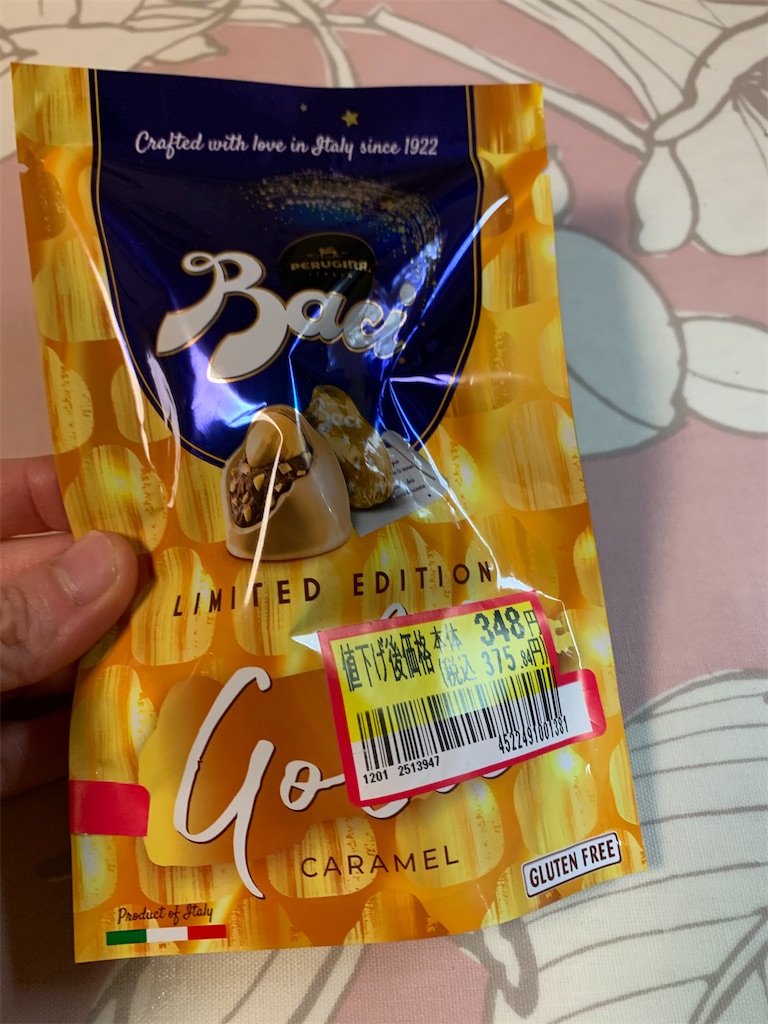 Crafted with love in Italy since 1922
PERUGINA
ITALIA
Baci
Baci
LIMITED EDITION
値下げ後価格 本体 348円
(税込 375.84円)
4522491001381
1201 2513947
CARAMEL
GLUTEN FREE
Product of Italy